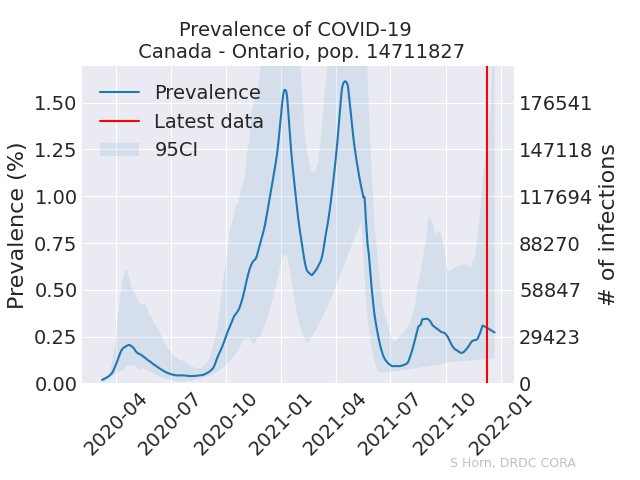 Prevalence of COVID-19
Canada - Ontario, pop. 14711827
Prevalence
Latest data
95CI
Prevalence (%)
1.50
1.25
1.00
0.75
0.50
0.25
0.00
176541
147118
117694
88270
58847
29423
0
# of infections
2020-04
2020-07
2020-10
2021-01
2021-04
2021-07
2021-10
2022-01
S Horn, DRDC CORA